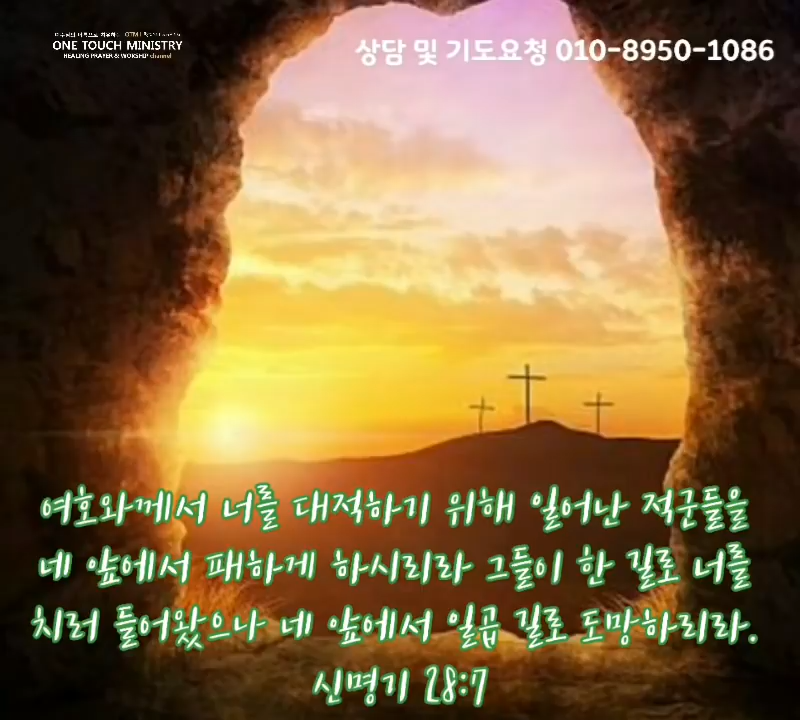 ONE TOUCH MINISTRY
HEALING PRAYER & WORSHIP channel
상담 및 기도요청 010-8950-1086
여호와께서 너를 대적하기 위해 일어난 적군들을
네 앞에서 패하게 하시리라 그들이 한 길로 너를
치러 들어왔으나 네 앞에서 일곱 길로 도망하리라.
신명기 28:7